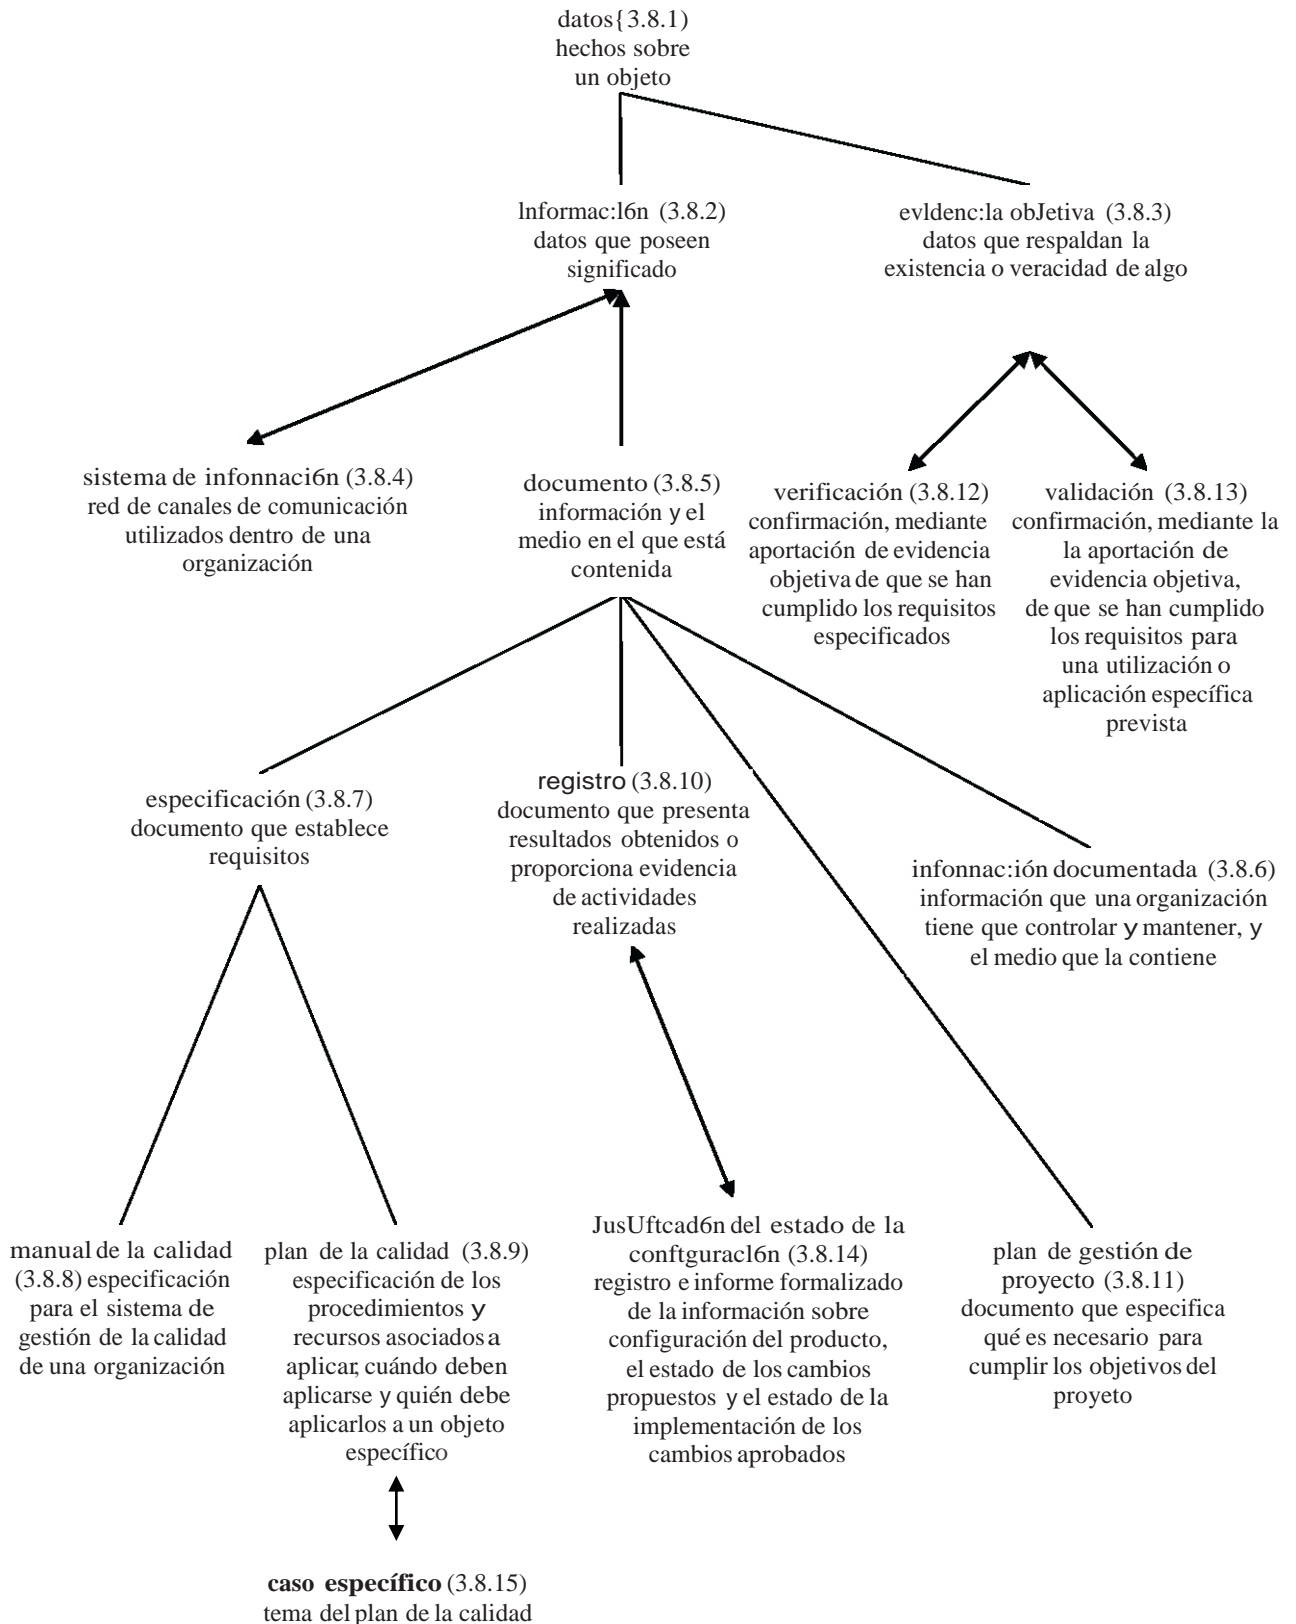 datos{3.8.1)
hechos sobre
un objeto
lnformac:l6n (3.8.2)
datos que poseen
significado
evldenc:la obJetiva (3.8.3)
datos que respaldan la
existencia o veracidad de algo
sistema de infonnaci6n (3.8.4)
red de canales de comunicación
utilizados dentro de una
organización
documento (3.8.5)
información y el
medio en el que está
contenida
verificación (3.8.12)
confirmación, mediante
aportación de evidencia
objetiva de que se han
cumplido los requisitos
especificados
validación (3.8.13)
confirmación, mediante la
la aportación de
evidencia objetiva,
de que se han cumplido
los requisitos para
una utilización o
aplicación específica
prevista
especificación (3.8.7)
documento que establece
requisitos
registro (3.8.10)
documento que presenta
resultados obtenidos o
proporciona evidencia
de actividades
realizadas
infonnac:ión documentada (3.8.6)
información que una organización
tiene que controlar y mantener, y
el medio que la contiene
manual de la calidad
(3.8.8) especificación
para el sistema de
gestión de la calidad
de una organización
plan de la calidad (3.8.9)
especificación de los
procedimientos y
recursos asociados a
aplicar, cuándo deben
aplicarse y quién debe
aplicarlos a un objeto
específico
JusUftcad6n del estado de la
conftguracl6n (3.8.14)
registro e informe formalizado
de la información sobre
configuración del producto,
el estado de los cambios
propuestos y el estado de la
implementación de los
cambios aprobados
plan de gestión de
proyecto (3.8.11)
documento que especifica
qué es necesario para
cumplir los objetivos del
proyeto
caso específico (3.8.15)
tema del plan de la calidad